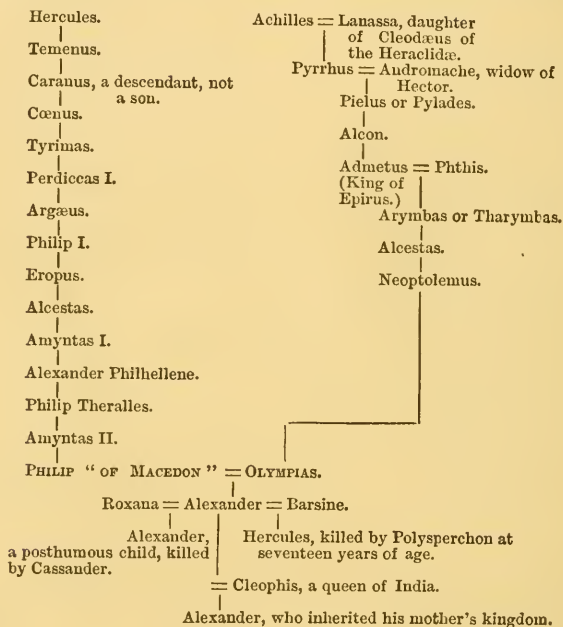 Hercules.
Temenus.
Caranus, a descendant, not
a son.
Cœnus.
Tyrimas.
Perdiccas I.
Argæus.
Philip I.
Eropus.
Alcestas.
Amyntas I.
Alexander Philhellene.
Philip Theralles.
Amyntas II.
Achilles = Lanassa, daughter
of Cleodæus of
the Heraclidæ.
Pyrrhus = Andromache, widow of
Hector.
Pielus or Pylades.
Alcon.
Admetus = Phthis.
(King of
Epirus.)
Arymbas or Tharymbas.
Alcestas.
Neoptolemus.
PHILIP “ OF MACEDON ” = OLYMPIAS.
Roxana = Alexander = Barsine.
Alexander,
a posthumous child, killed
by Cassander.
Hercules, killed by Polysperchon at
seventeen years of age.
= Cleophis, a queen of India.
Alexander, who inherited his mother's kingdom.